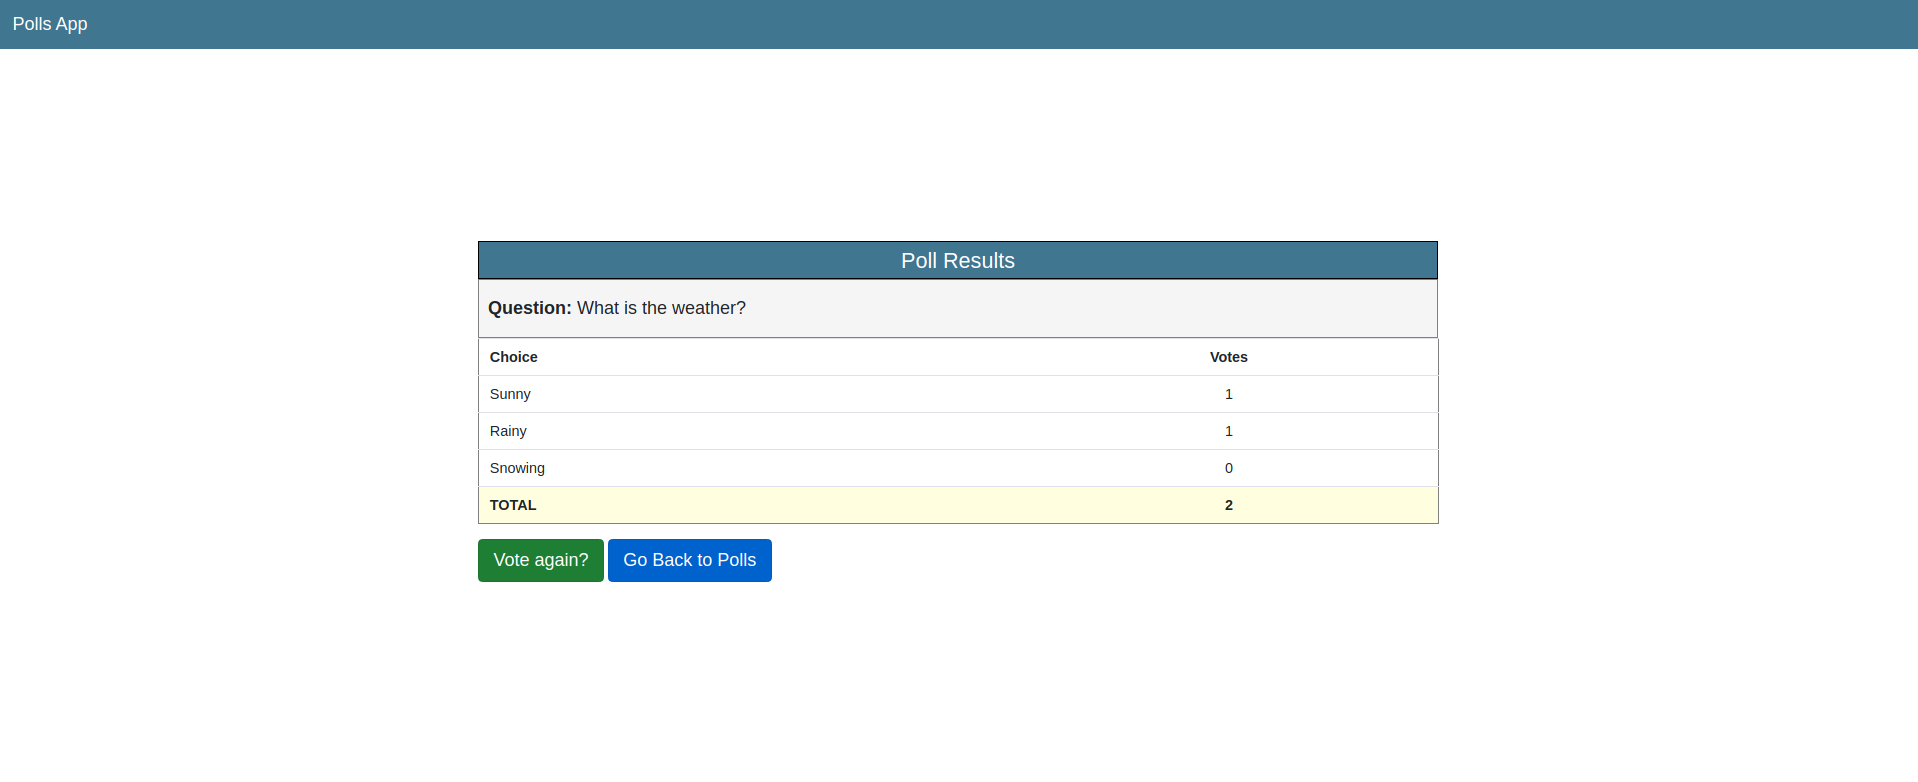 Polls App
Poll Results
Question: What is the weather?
Choice Votes
Sunny 1
Rainy 1
Snowing 0
TOTAL 2
Vote again? Go Back to Polls